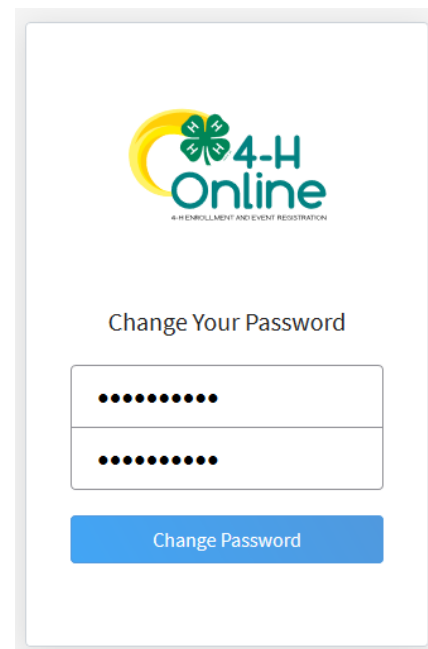 H H
H H
4-H
Online
4-H ENROLLMENT AND EVENT REGISTRATION
Change Your Password
••••••••••
••••••••••
Change Password